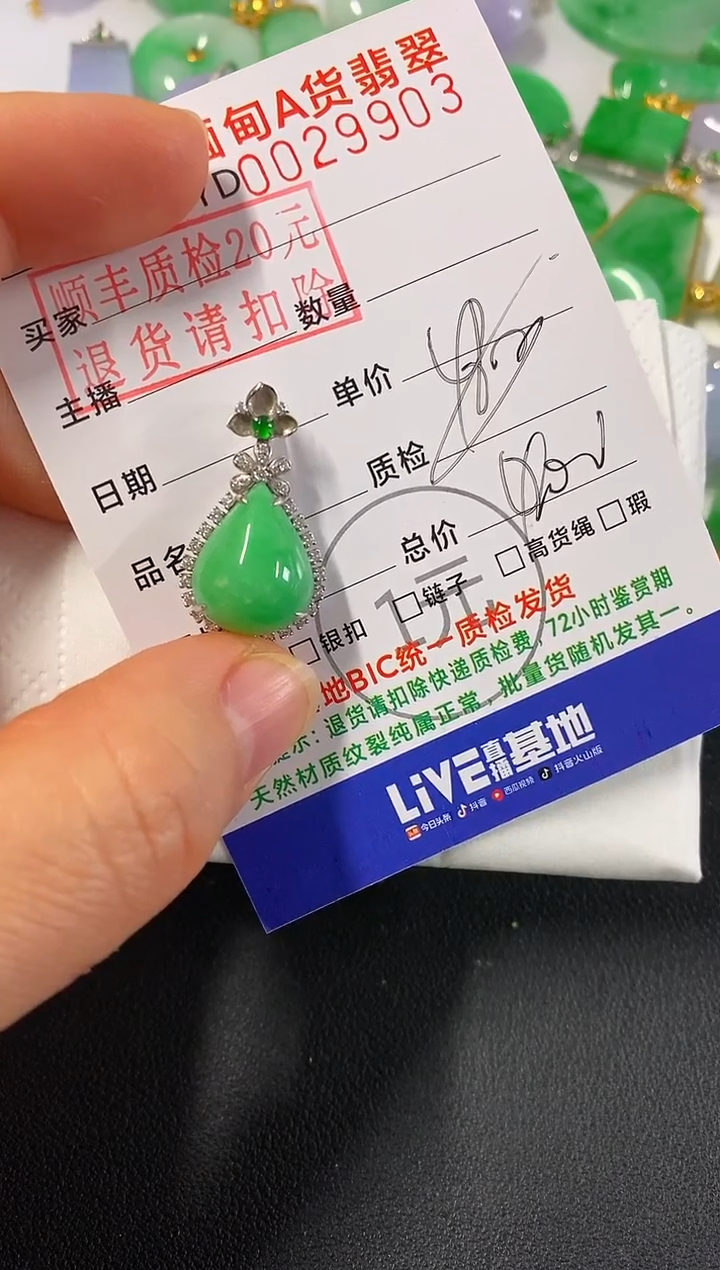 缅甸A货翡翠
YD0029903
顺丰质检20元
退货请扣除
买家
数量
主播
单价
日期
质检
品名
总价
1元
银扣 □链子 □高货绳 □瑕
地BIC统一质检发货
示：退货请扣除快递质检费，72小时鉴赏期
天然材质纹裂纯属正常，批量货随机发其一。
LiVE直播基地
今日头条 抖音 西瓜视频 抖音火山版